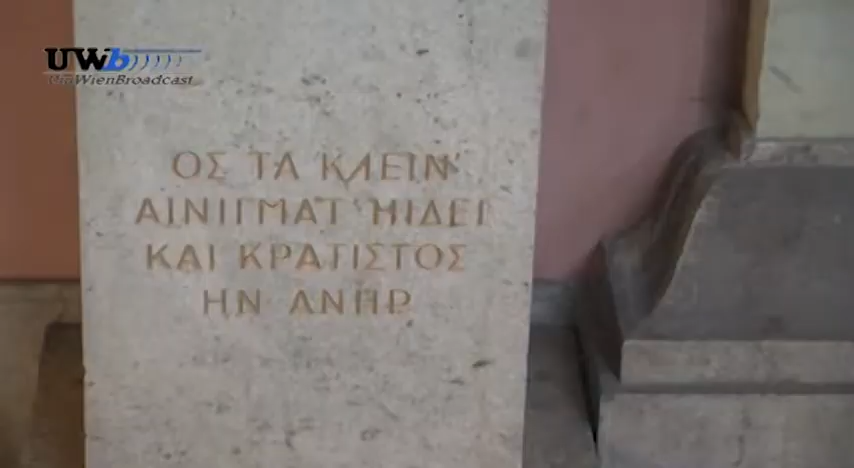 UWb
UniWienBroadcast
ΟΣ ΤΑ ΚΛΕΙΝ'
ΑΙΝΙΓΜΑΤ' ΗΙΔΕΙ
ΚΑΙ ΚΡΑΤΙΣΤΟΣ
ΗΝ ΑΝΗΡ